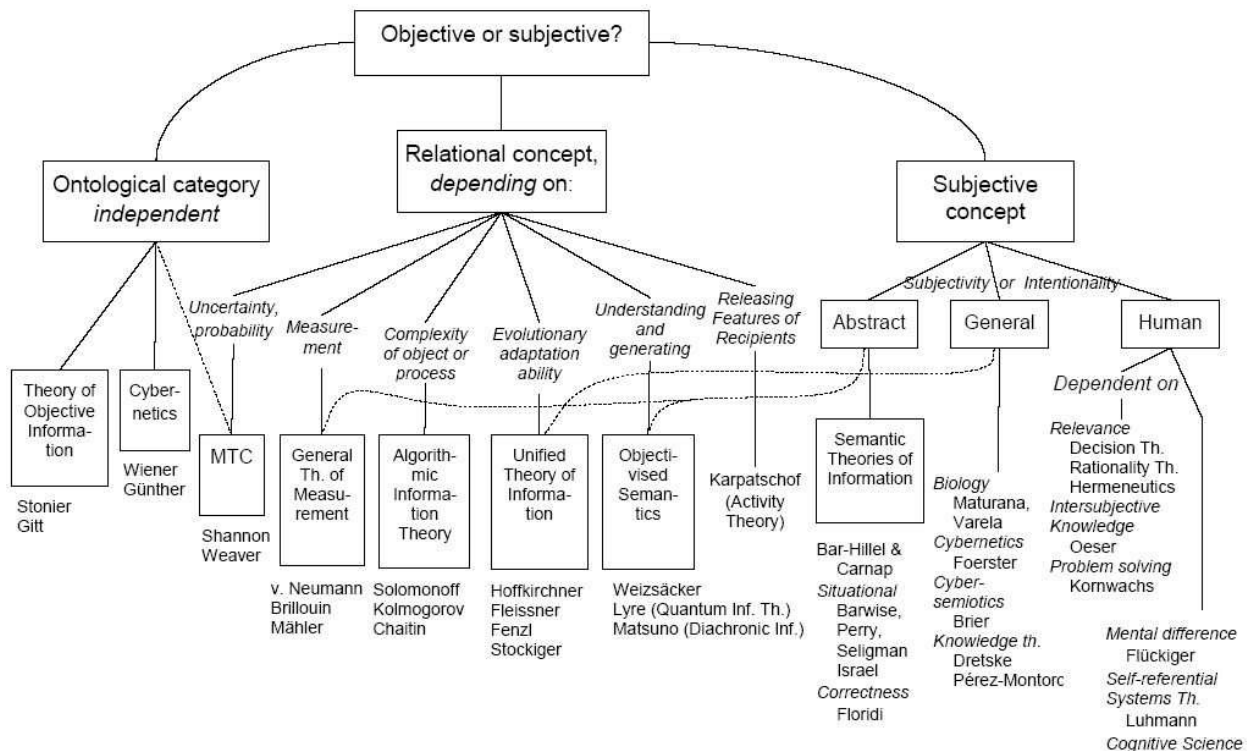 Objective or subjective?
Ontological category
independent
Relational concept,
depending on:
Subjective
concept
Subjectivity or Intentionality
Uncertainty,
probability
Measure-
ment
Complexity
of object or
process
Evolutionary
adaptation
ability
Understanding
and
generating
Releasing
Features of
Recipients
Abstract
General
Human
Theory of
Objective
Informa-
tion
Stonier
Gitt
Cyber-
netics
Wiener
Günther
MTC
Shannon
Weaver
General
Th. of
Measu-
rement
v. Neumann
Brillouin
Mähler
Algorith-
mic
Informa-
tion
Theory
Solomonoff
Kolmogorov
Chaitin
Unified
Theory of
Informa-
tion
Hoffkirchner
Fleissner
Fenzl
Stockiger
Objecti-
vised
Seman-
tics
Weizsäcker
Lyre (Quantum Inf. Th.)
Matsuno (Diachronic Inf.)
Karpatschof
(Activity
Theory)
Semantic
Theories of
Information
Bar-Hillel &
Carnap
Situational
Barwise,
Perry,
Seligman
Israel
Correctness
Floridi
Biology
Maturana,
Varela
Cybernetics
Foerster
Cyber-
semiotics
Brier
Knowledge th.
Dretske
Pérez-Montoro
Dependent on
Relevance
Decision Th.
Rationality Th.
Hermeneutics
Intersubjective
Knowledge
Oeser
Problem solving
Kornwachs
Mental difference
Flückiger
Self-referential
Systems Th.
Luhmann
Cognitive Science